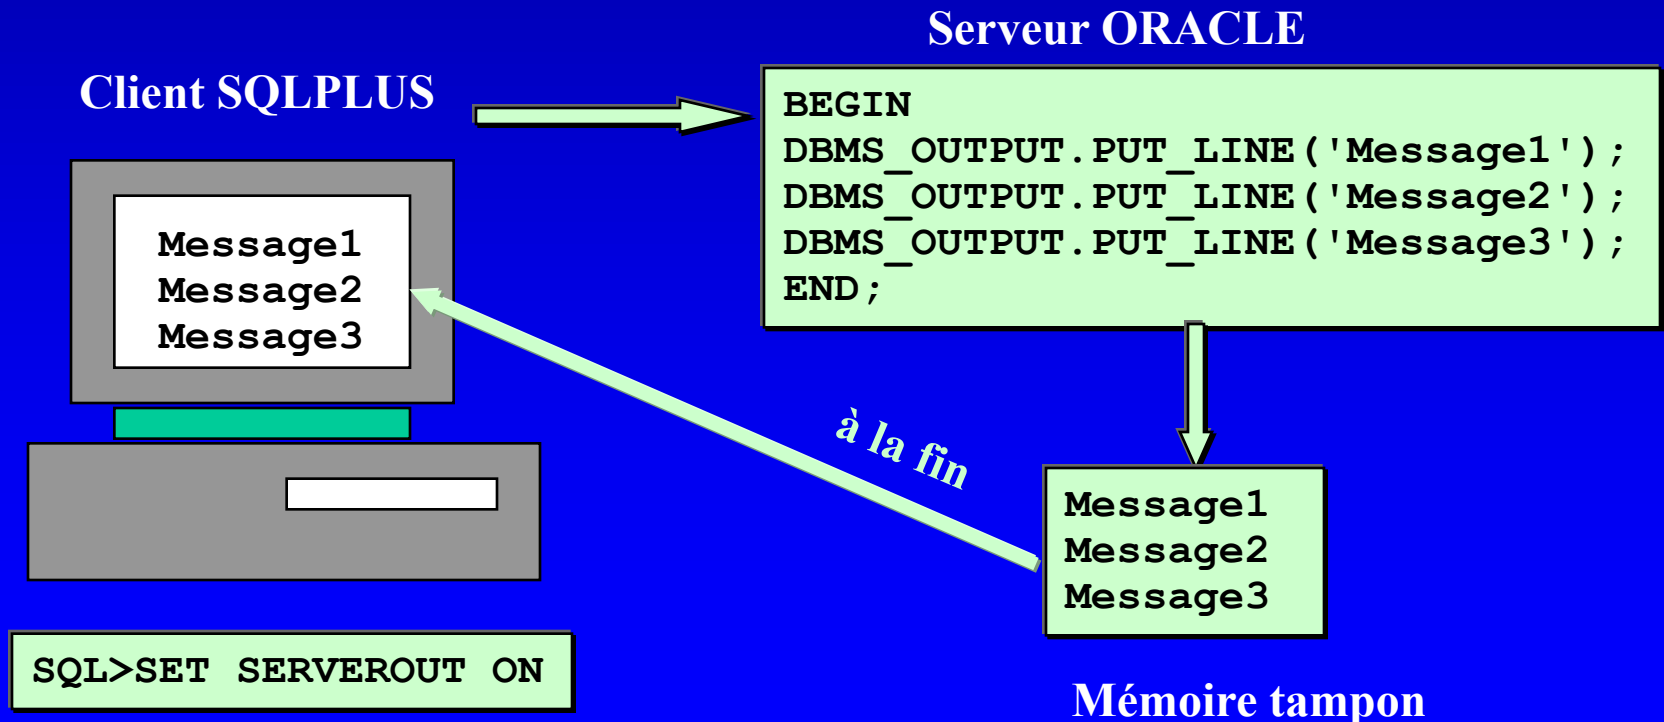 Serveur ORACLE
Client SQLPLUS
BEGIN
DBMS_OUTPUT.PUT_LINE('Message1');
DBMS_OUTPUT.PUT_LINE('Message2');
DBMS_OUTPUT.PUT_LINE('Message3');
END;
Message1
Message2
Message3
à la fin
Message1
Message2
Message3
SQL>SET SERVEROUT ON
Mémoire tampon